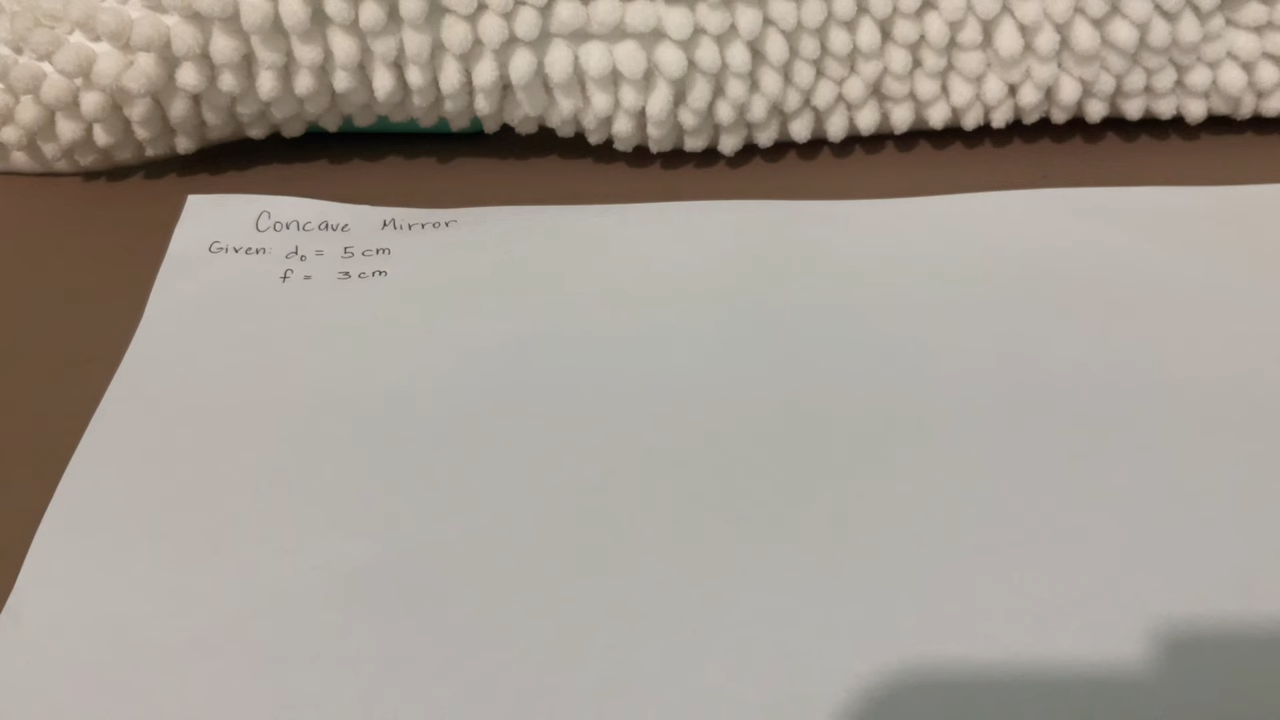 Concave Mirror
Given: d₀ = 5 cm
f = 3 cm